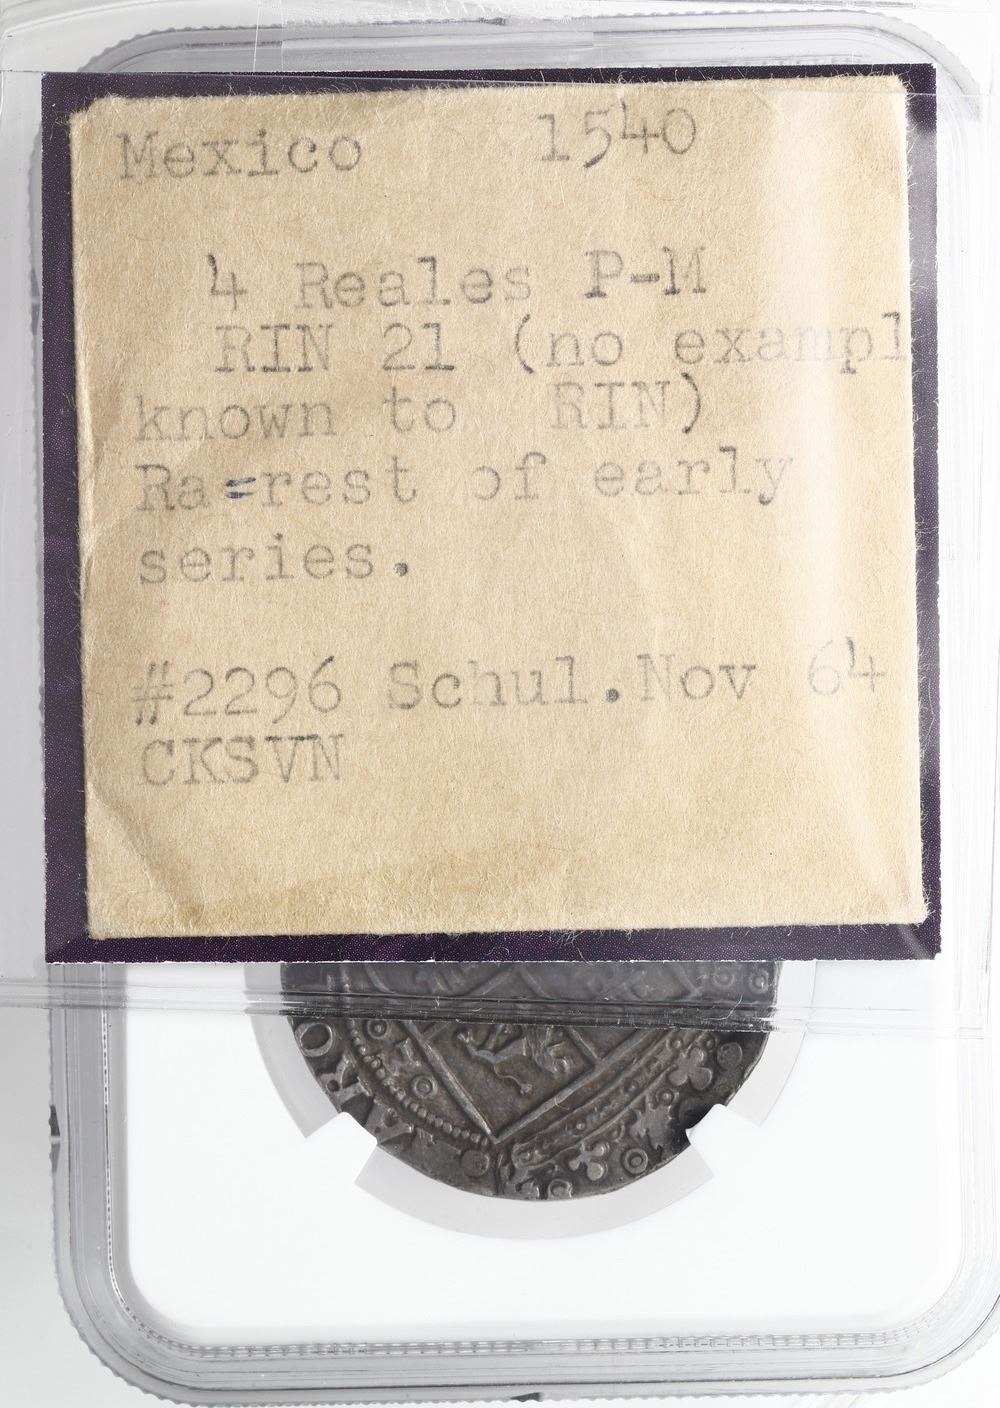 Mexico 1540
4 Reales P-M
RIN 21 (no exampl
known to RIN)
Ra=rest of early
series.
#2296 Schul.Nov 64
CKSVN